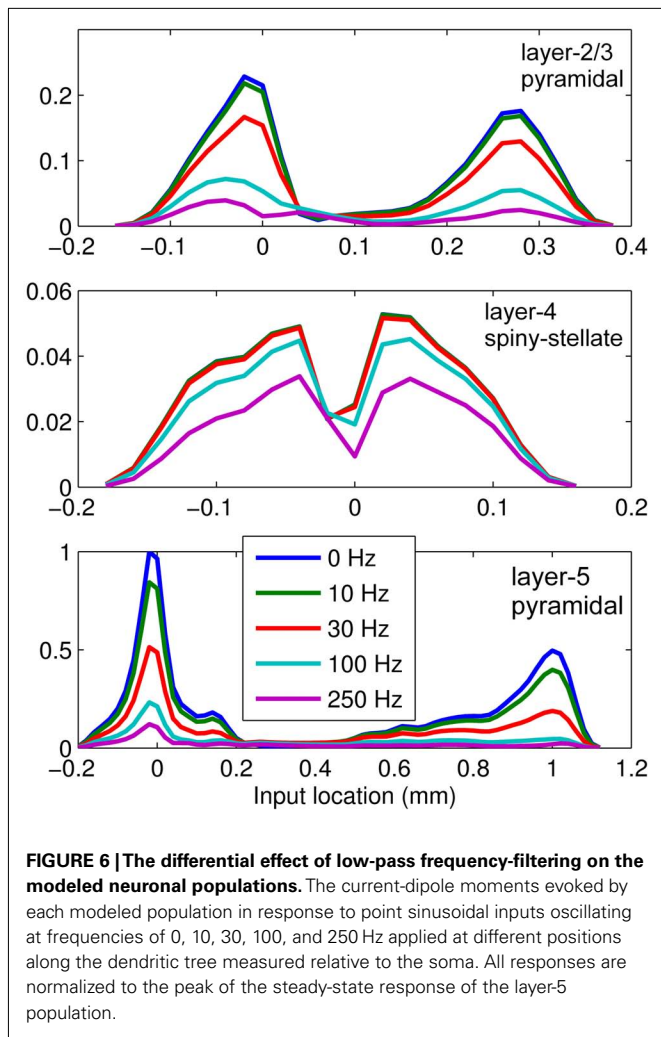 layer-2/3
pyramidal
0.2
0.1
0
−0.2 −0.1 0 0.1 0.2 0.3 0.4
0.06
layer-4
spiny-stellate
0.04
0.02
0
−0.2 −0.1 0 0.1 0.2
1
layer-5
pyramidal
0.5
0
0 Hz
10 Hz
30 Hz
100 Hz
250 Hz
−0.2 0 0.2 0.4 0.6 0.8 1 1.2
Input location (mm)
FIGURE 6 | The differential effect of low-pass frequency-filtering on the
modeled neuronal populations. The current-dipole moments evoked by
each modeled population in response to point sinusoidal inputs oscillating
at frequencies of 0, 10, 30, 100, and 250 Hz applied at different positions
along the dendritic tree measured relative to the soma. All responses are
normalized to the peak of the steady-state response of the layer-5
population.